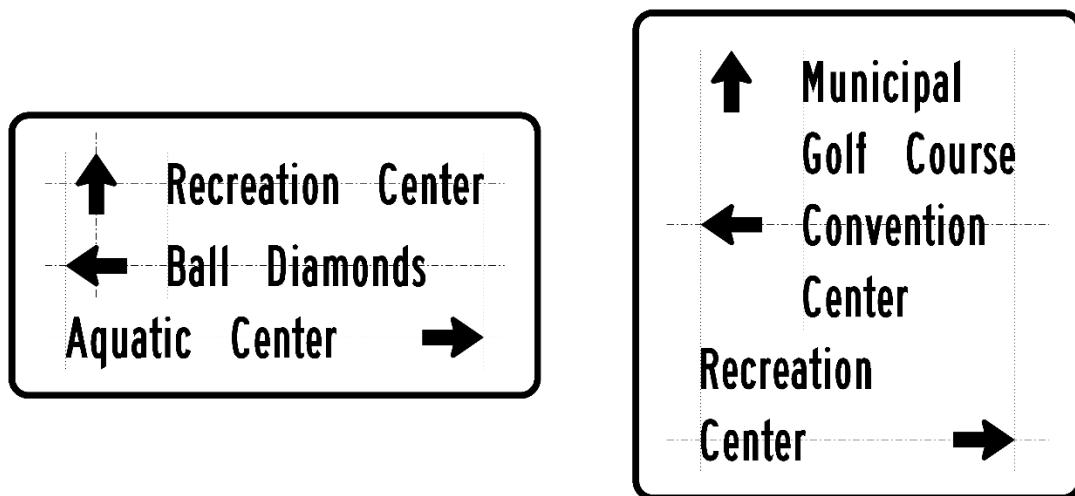 Recreation Center
Ball Diamonds
Aquatic Center
Municipal
Golf Course
Convention
Center
Recreation
Center